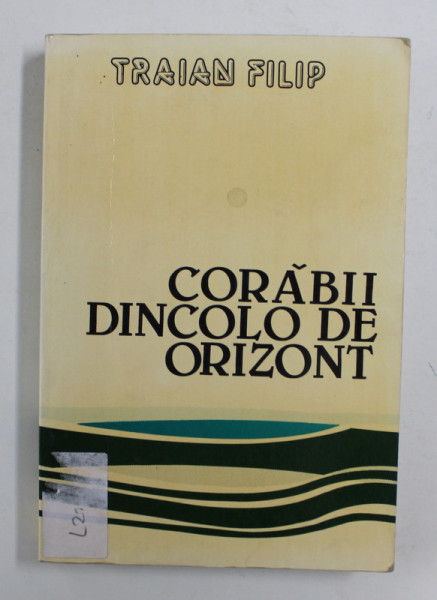 TRAIAN FILIP
CORĂBII
DINCOLO DE
ORIZONT